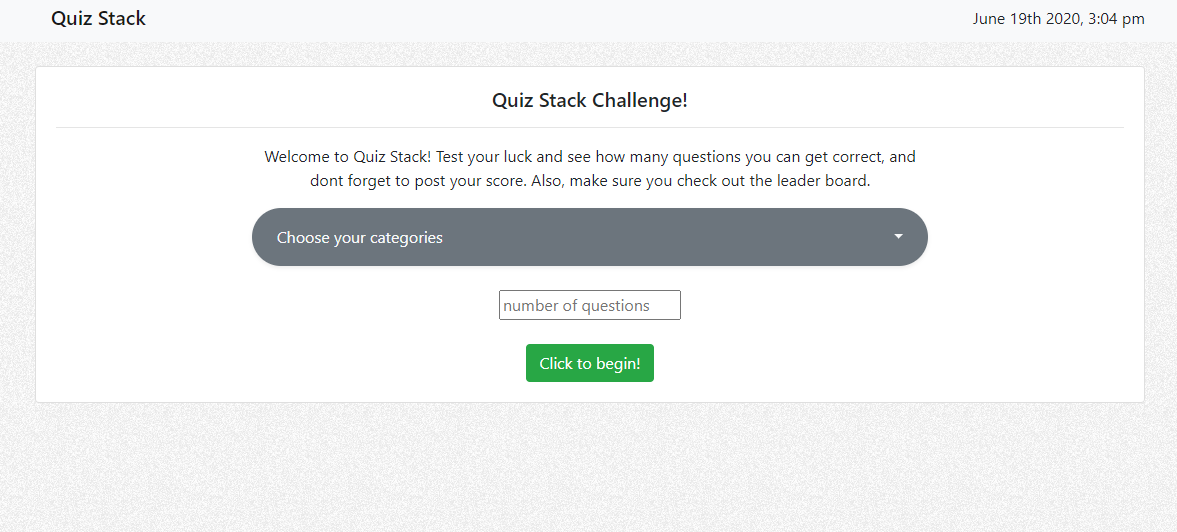 Quiz Stack
June 19th 2020, 3:04 pm
Quiz Stack Challenge!
Welcome to Quiz Stack! Test your luck and see how many questions you can get correct, and
dont forget to post your score. Also, make sure you check out the leader board.
Choose your categories
number of questions
Click to begin!